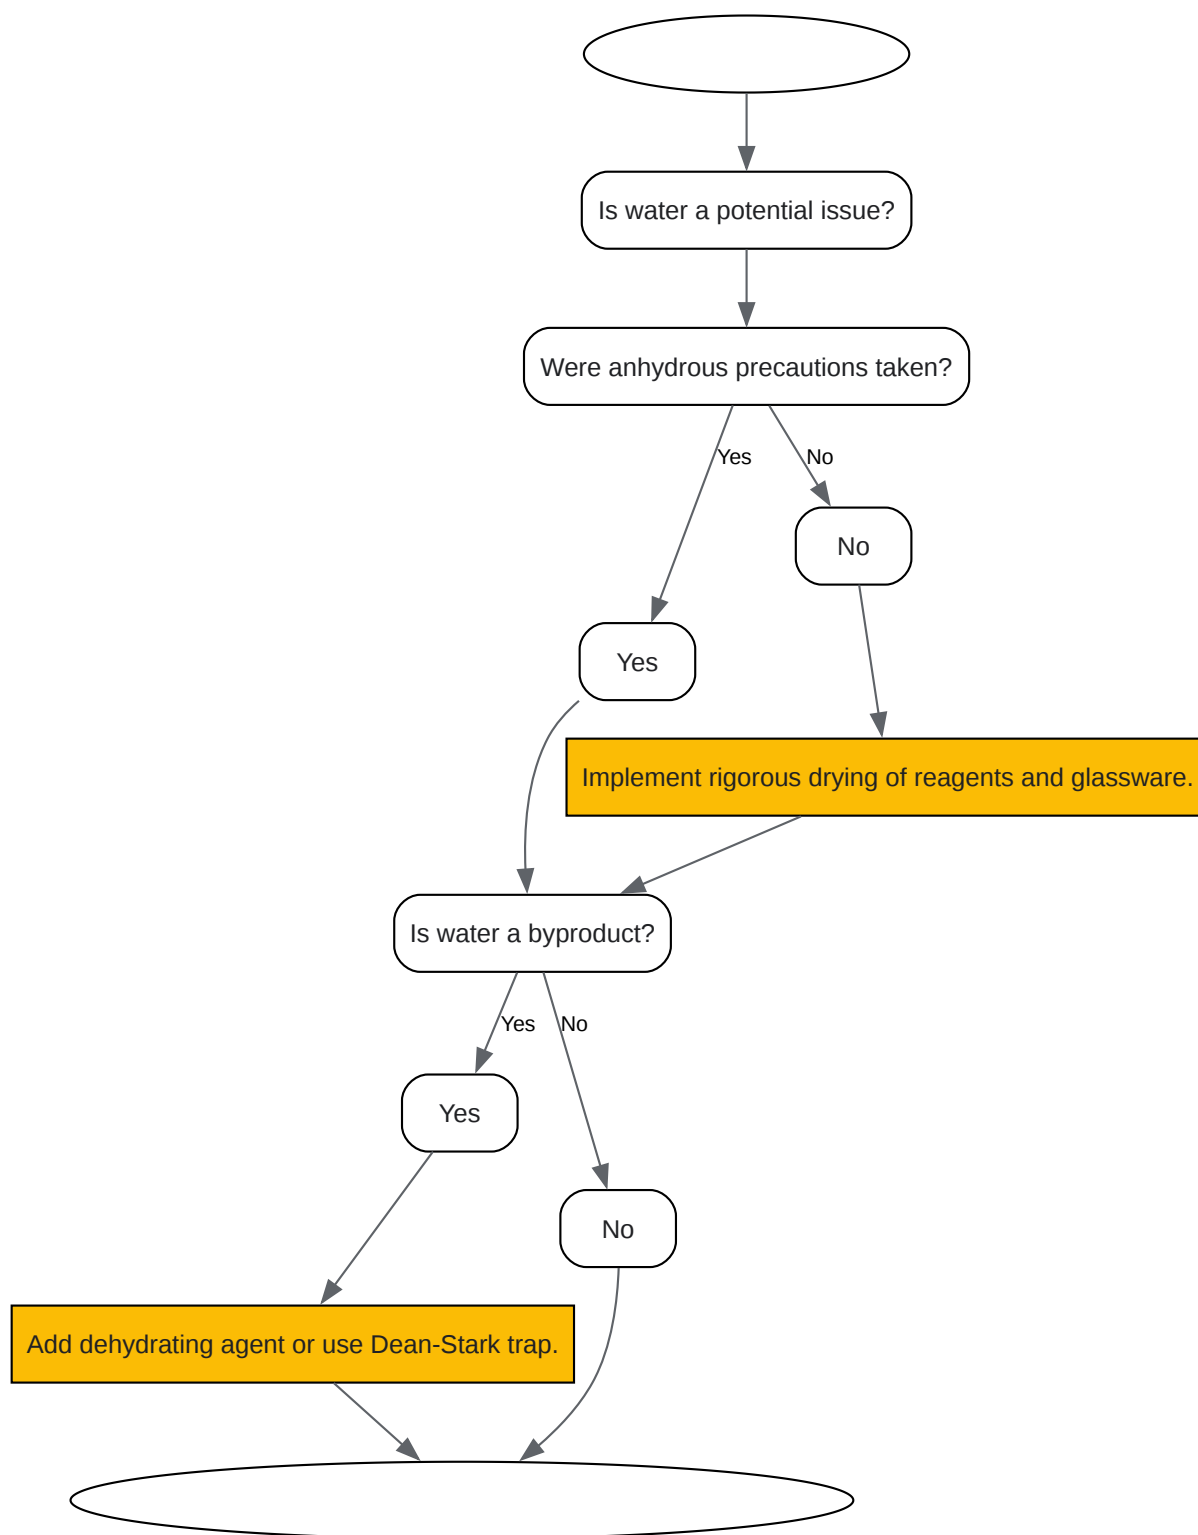 Is water a potential issue?
Were anhydrous precautions taken?
Yes
No
No
Yes
Implement rigorous drying of reagents and glassware.
Is water a byproduct?
Yes
No
Yes
No
Add dehydrating agent or use Dean-Stark trap.